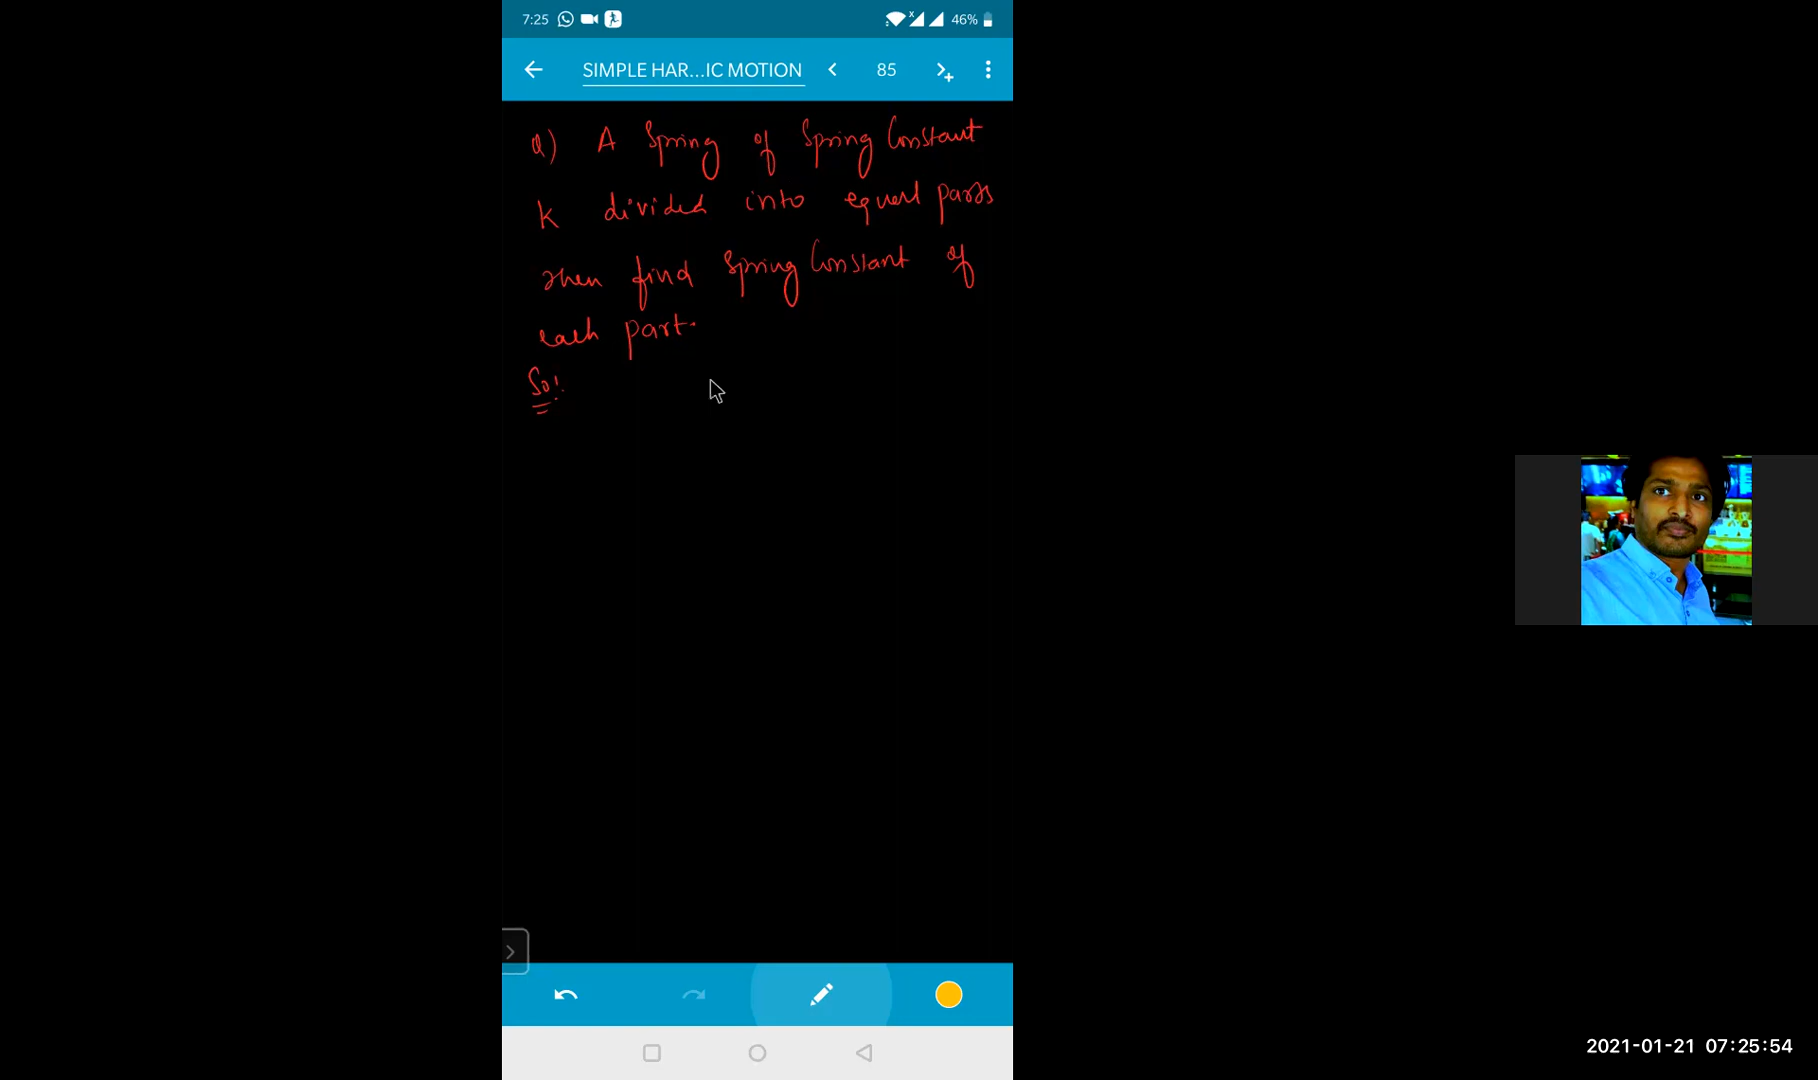 7:25 46%
SIMPLE HAR...IC MOTION 85
Q) A Spring of Spring Constant
K divided into equal parts
then find Spring Constant of
each part.
Sol:
2021-01-21 07:25:54